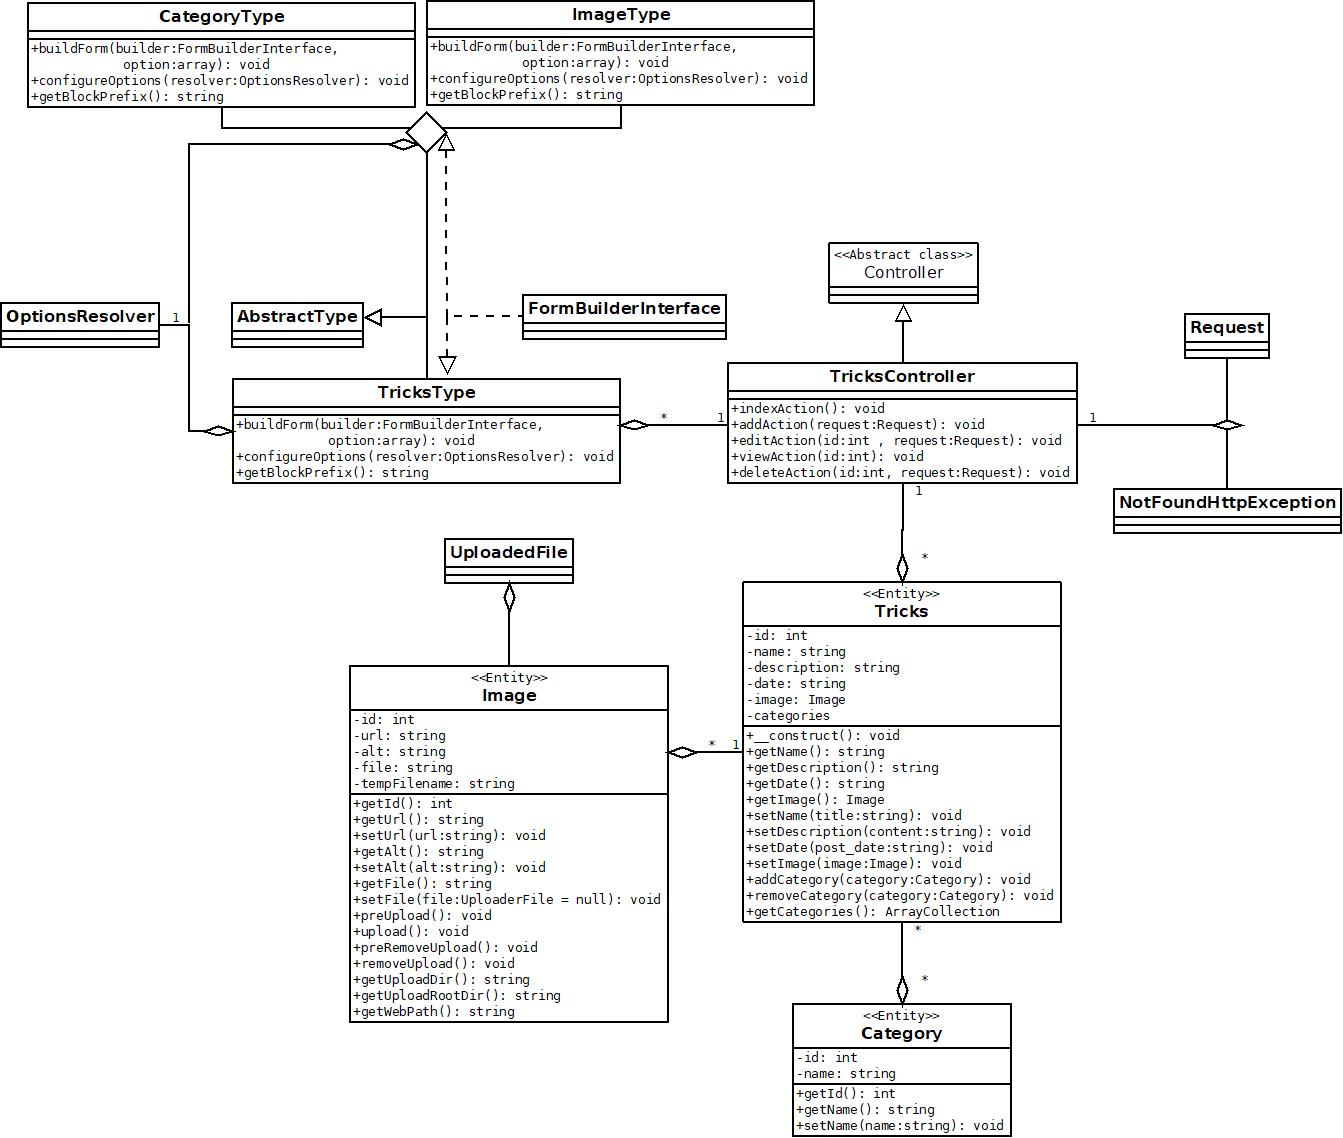 CategoryType
+buildForm(builder:FormBuilderInterface,
option:array): void
+configureOptions(resolver:OptionsResolver): void
+getBlockPrefix(): string
ImageType
+buildForm(builder:FormBuilderInterface,
option:array): void
+configureOptions(resolver:OptionsResolver): void
+getBlockPrefix(): string
<<Abstract class>>
Controller
OptionsResolver
1
AbstractType
FormBuilderInterface
Request
TricksType
+buildForm(builder:FormBuilderInterface,
option:array): void
+configureOptions(resolver:OptionsResolver): void
+getBlockPrefix(): string
*
1
TricksController
+indexAction(): void
+addAction(request:Request): void
+editAction(id:int , request:Request): void
+viewAction(id:int): void
+deleteAction(id:int, request:Request): void
1
1
*
NotFoundHttpException
UploadedFile
<<Entity>>
Tricks
-id: int
-name: string
-description: string
-date: string
-image: Image
-categories
+__construct(): void
+getName(): string
+getDescription(): string
+getDate(): string
+getImage(): Image
+setName(title:string): void
+setDescription(content:string): void
+setDate(post_date:string): void
+setImage(image:Image): void
+addCategory(category:Category): void
+removeCategory(category:Category): void
+getCategories(): ArrayCollection
<<Entity>>
Image
-id: int
-url: string
-alt: string
-file: string
-tempFilename: string
+getId(): int
+getUrl(): string
+setUrl(url:string): void
+getAlt(): string
+setAlt(alt:string): void
+getFile(): string
+setFile(file:UploaderFile = null): void
+preUpload(): void
+upload(): void
+preRemoveUpload(): void
+removeUpload(): void
+getUploadDir(): string
+getUploadRootDir(): string
+getWebPath(): string
*
1
*
*
<<Entity>>
Category
-id: int
-name: string
+getId(): int
+getName(): string
+setName(name:string): void